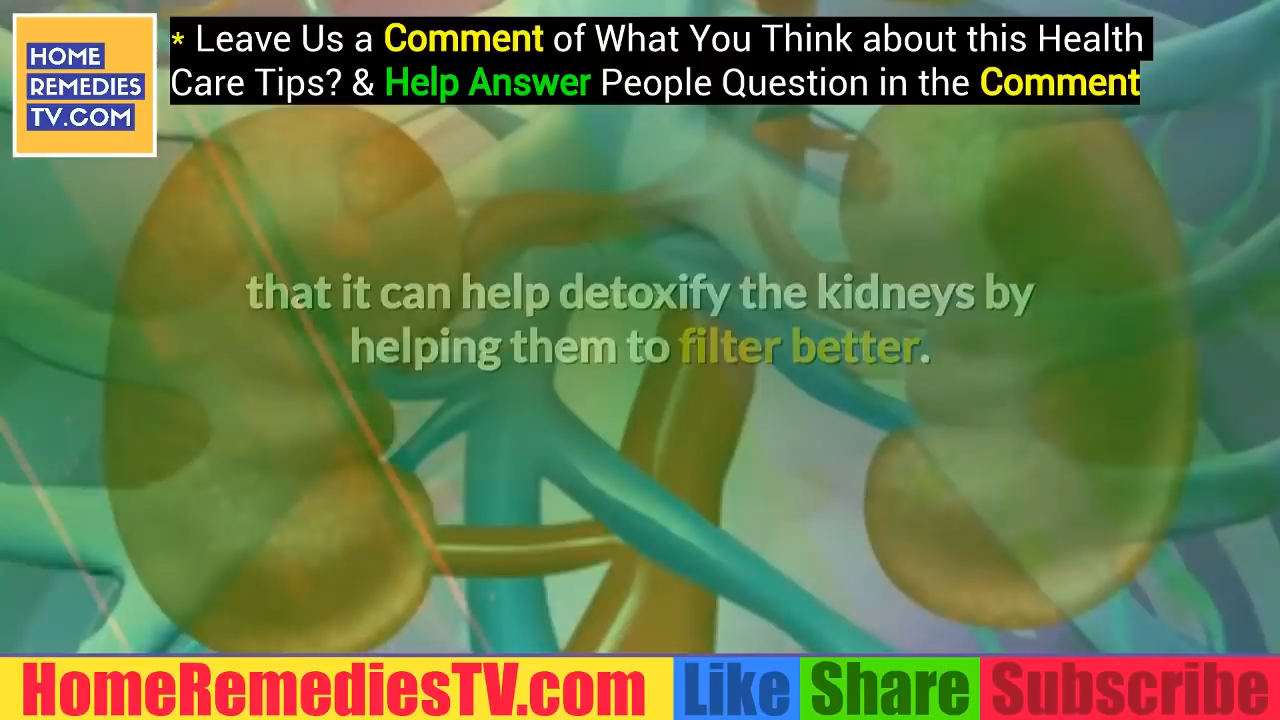 HOME
REMEDIES
TV.COM
* Leave Us a Comment of What You Think about this Health
Care Tips? & Help Answer People Question in the Comment
that it can help detoxify the kidneys by
helping them to filter better.
HomeRemediesTV.com Like Share Subscribe